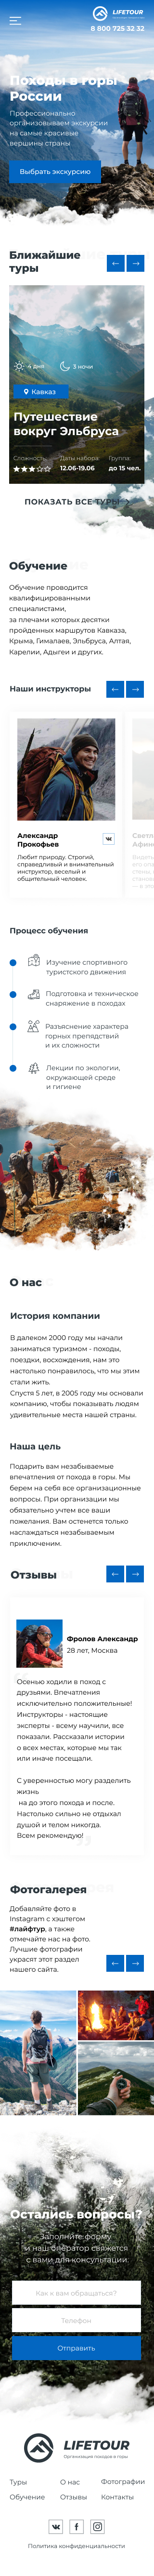 LIFETOUR
8 800 725 32 32
Походы в горы
России
Профессионально
организовываем экскурсии
на самые красивые
вершины страны
Выбрать экскурсию
Ближайшие
туры
4 дня
3 ночи
Кавказ
Путешествие
вокруг Эльбруса
Сложность: Даты набора: Группа:
12.06-19.06 до 15 чел.
ПОКАЗАТЬ ВСЕ ТУРЫ
Обучение
Обучение проводится
квалифицированными
специалистами,
за плечами которых десятки
пройденных маршрутов Кавказа,
Крыма, Гималаев, Эльбруса, Алтая,
Карелии, Адыгеи и других.
Наши инструкторы
Александр
Прокофьев
Любит природу. Строгий,
справедливый и внимательный
инструктор, веселый и
общительный человек.
Процесс обучения
Изучение спортивного
туристского движения
Подготовка и техническое
снаряжение в походах
Разъяснение характера
горных препятствий
и их сложности
Лекции по экологии,
окружающей среде
и гигиене
О нас
История компании
В далеком 2000 году мы начали
заниматься туризмом - походы,
поездки, восхождения, нам это
настолько понравилось, что мы этим
стали жить.
Спустя 5 лет, в 2005 году мы основали
компанию, чтобы показывать людям
удивительные места нашей страны.
Наша цель
Подарить вам незабываемые
впечатления от похода в горы. Мы
берем на себя все организационные
вопросы. При организации мы
обязательно учтем все ваши
пожелания. Вам остенется только
наслаждаться незабываемым
приключением.
Отзывы
Фролов Александр
28 лет, Москва
Осенью ходили в поход с
друзьями. Впечатления
исключительно положительные!
Инструкторы - настоящие
эксперты - всему научили, все
показали. Рассказали истории
о всех местах, которые мы так
или иначе посещали.
С уверенностью могу разделить
жизнь
на до этого похода и после.
Настолько сильно не отдыхал
душой и телом никогда.
Всем рекомендую!
Фотогалерея
Добавляйте фото в
Instagram с хэштегом
#лайфтур, а также
отмечайте нас на фото.
Лучшие фотографии
украсят этот раздел
нашего сайта.
Остались вопросы?
Заполните форму
и наш оператор свяжется
с вами для консультации.
Как к вам обращаться?
Телефон
Отправить
LIFETOUR
Организация походов в горы
Туры О нас Фотографии
Обучение Отзывы Контакты
Политика конфиденциальности